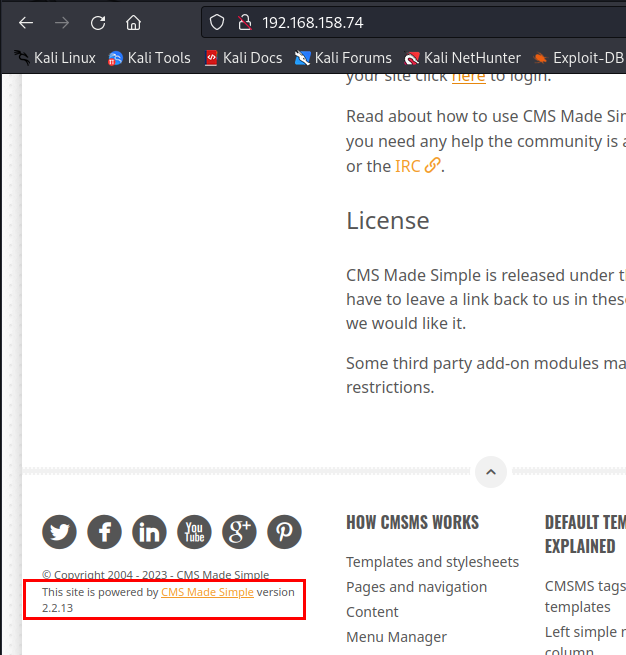 192.168.158.74
Kali Linux Kali Tools Kali Docs Kali Forums Kali NetHunter Exploit-DB
your site click here to login.
Read about how to use CMS Made Sim
you need any help the community is a
or the IRC.
License
CMS Made Simple is released under t
have to leave a link back to us in these
we would like it.
Some third party add-on modules ma
restrictions.
You
Tube
© Copyright 2004 - 2023 - CMS Made Simple
This site is powered by CMS Made Simple version
2.2.13
HOW CMSMS WORKS
Templates and stylesheets
Pages and navigation
Content
Menu Manager
DEFAULT TEM
EXPLAINED
CMSMS tags
templates
Left simple n
column